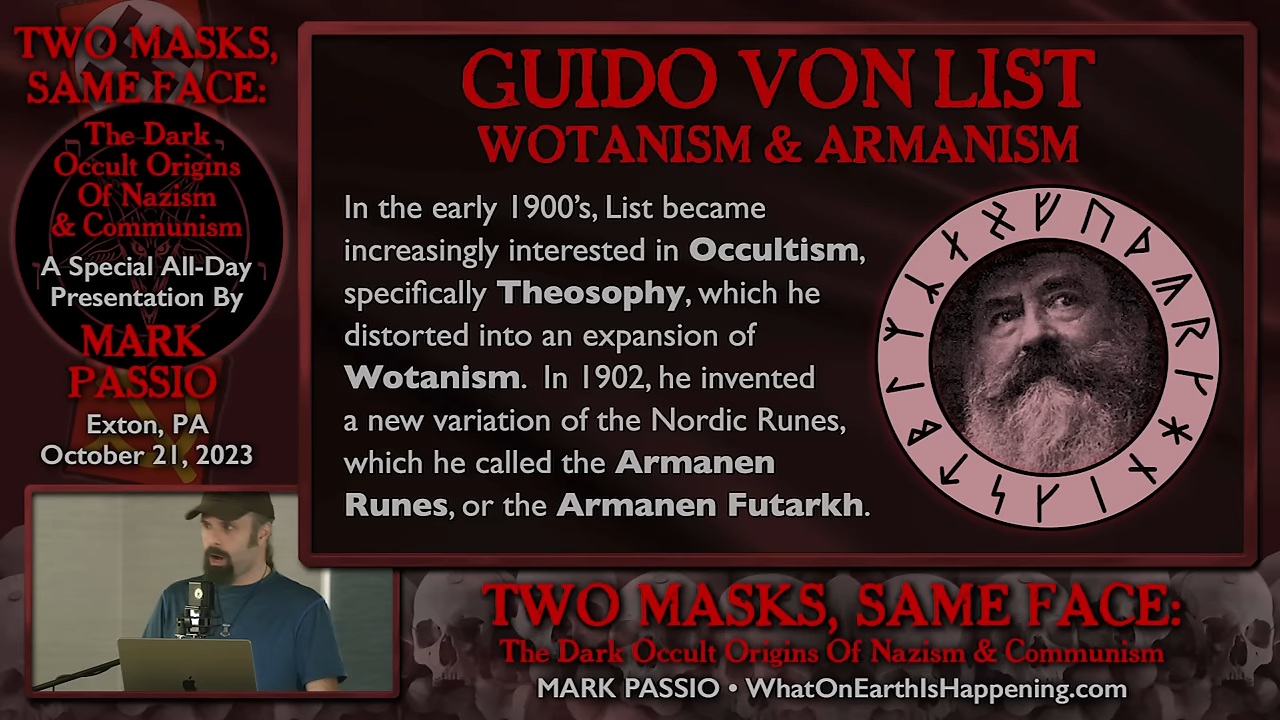 TWO MASKS,
SAME FACE:
The Dark
Occult Origins
Of Nazism
& Communism
A Special All-Day
Presentation By
MARK
PASSIO
Exton, PA
October 21, 2023
GUIDO VON LIST
WOTANISM & ARMANISM
In the early 1900's, List became
increasingly interested in Occultism,
specifically Theosophy, which he
distorted into an expansion of
Wotanism. In 1902, he invented
a new variation of the Nordic Runes,
which he called the Armanen
Runes, or the Armanen Futarkh.
TWO MASKS, SAME FACE:
The Dark Occult Origins Of Nazism & Communism
MARK PASSIO • WhatOnEarthIsHappening.com